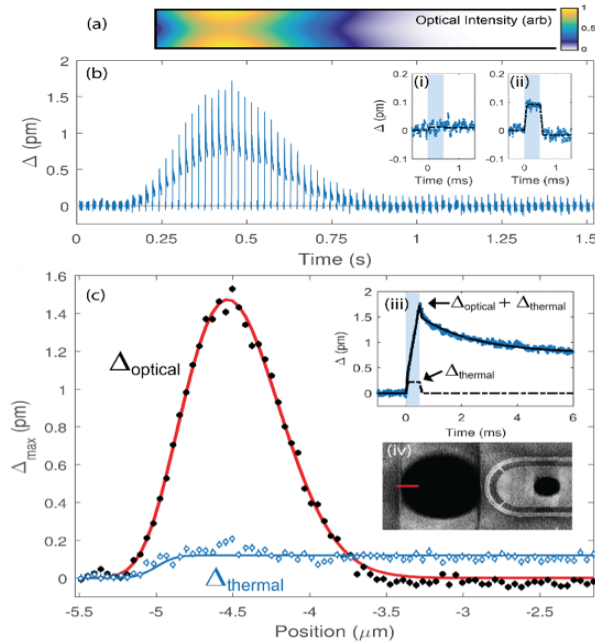 (a)
Optical Intensity (arb)
1
0.5
0
(b)
2
1.5
1
0.5
0
Δ (pm)
0
0.25
0.5
0.75
1
1.25
1.5
Time (s)
(i)
0.2
0.1
0
-0.1
Δ (pm)
0
1
Time (ms)
(ii)
0.2
0.1
0
-0.1
0
1
Time (ms)
(c)
1.6
1.4
1.2
1
0.8
0.6
0.4
0.2
0
Δmax (pm)
-5.5
-5
-4.5
-4
-3.5
-3
-2.5
Position (μm)
Δoptical
Δthermal
(iii)
2
1.5
1
0.5
0
Δ (pm)
0
2
4
6
Time (ms)
Δoptical + Δthermal
Δthermal
(iv)